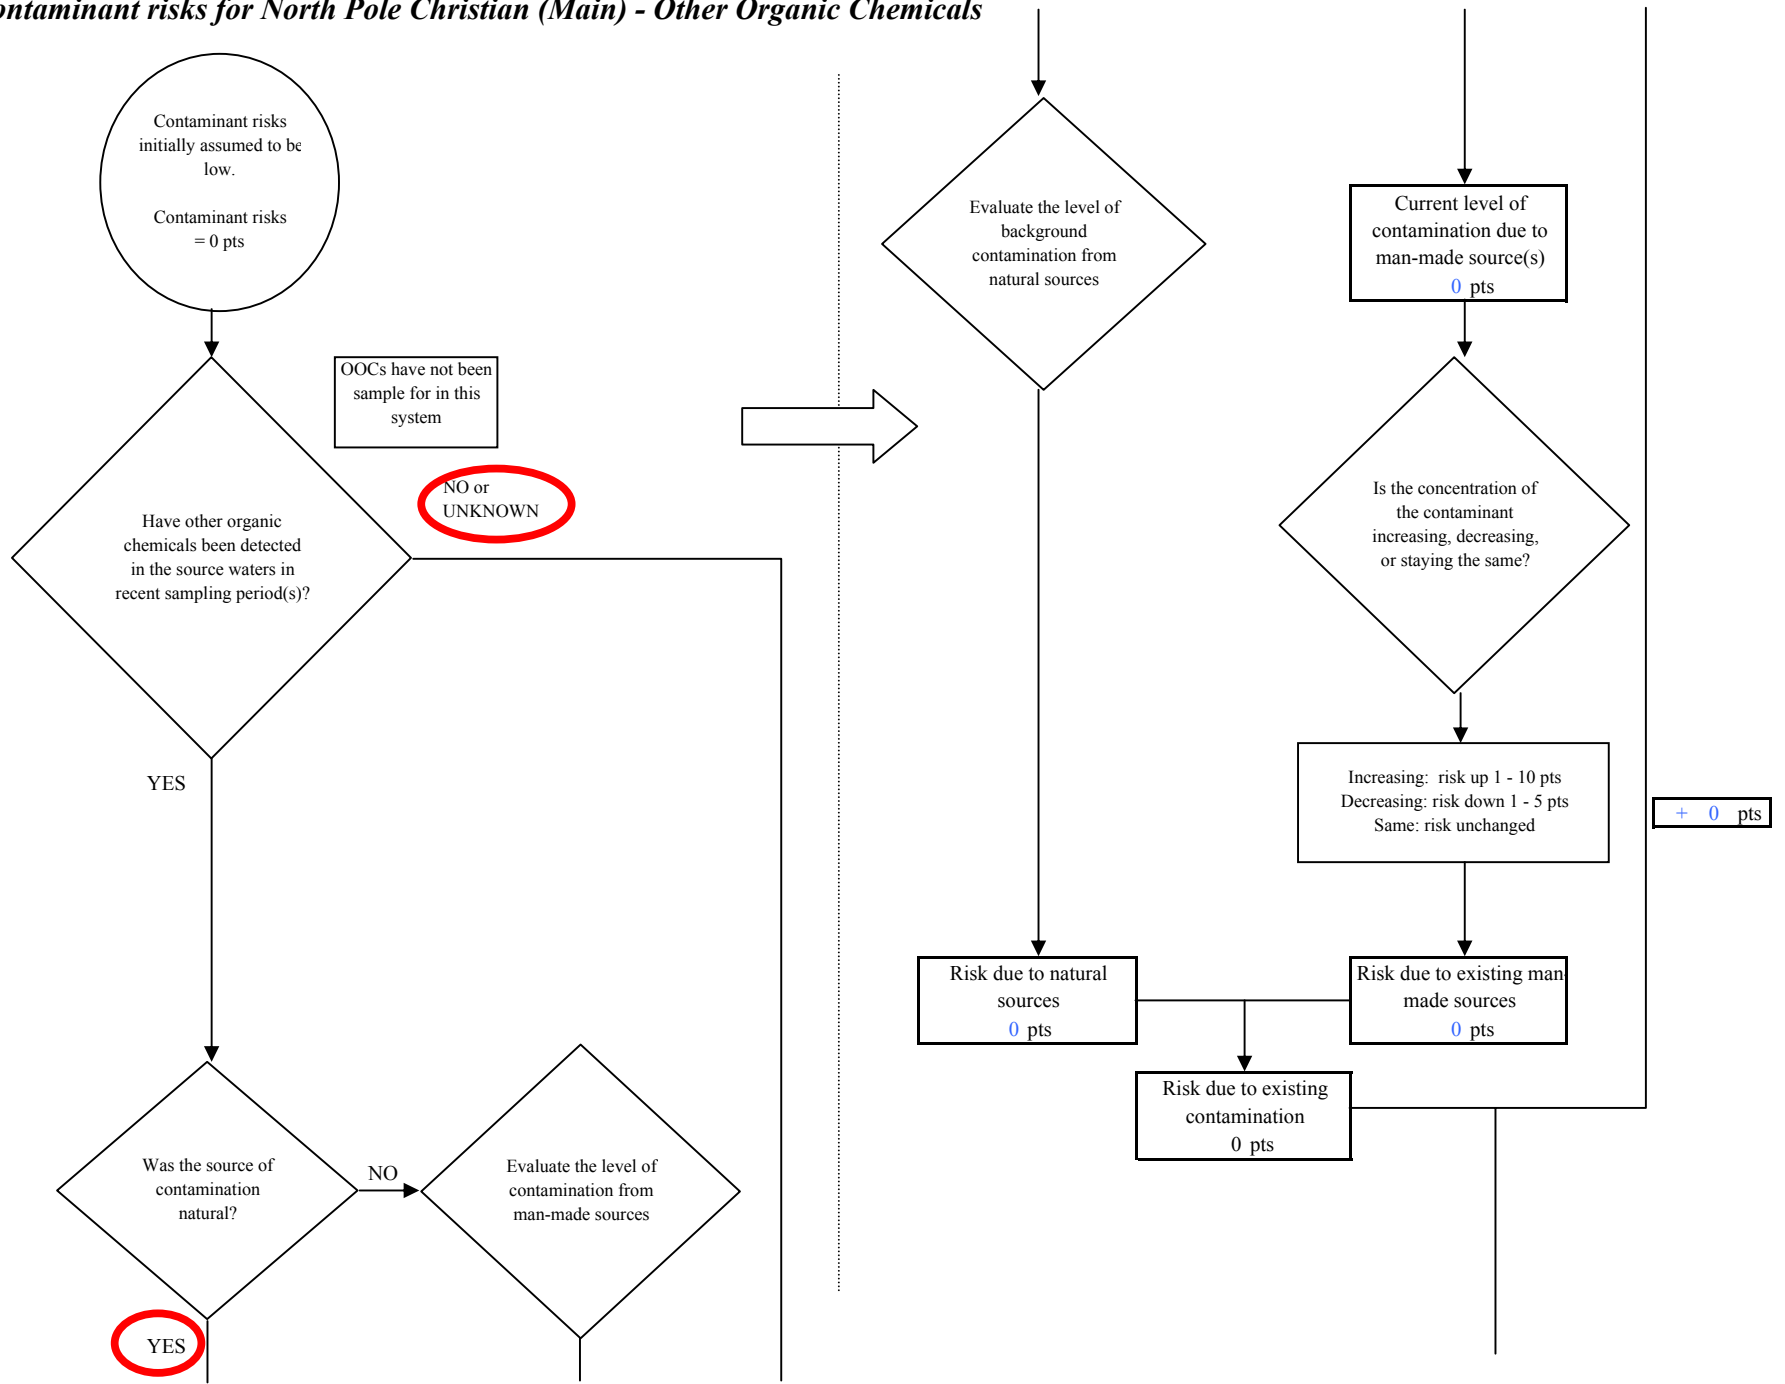 ontaminant risks for North Pole Christian (Main) - Other Organic Chemicals
Contaminant risks
initially assumed to be
low.
Contaminant risks
= 0 pts
OOCs have not been
sample for in this
system
NO or
UNKNOWN
Have other organic
chemicals been detected
in the source waters in
recent sampling period(s)?
YES
Was the source of
contamination
natural?
NO
Evaluate the level of
contamination from
man-made sources
YES
Evaluate the level of
background
contamination from
natural sources
Current level of
contamination due to
man-made source(s)
0 pts
Is the concentration of
the contaminant
increasing, decreasing,
or staying the same?
Increasing: risk up 1 - 10 pts
Decreasing: risk down 1 - 5 pts
Same: risk unchanged
+ 0 pts
Risk due to natural
sources
0 pts
Risk due to existing man-
made sources
0 pts
Risk due to existing
contamination
0 pts